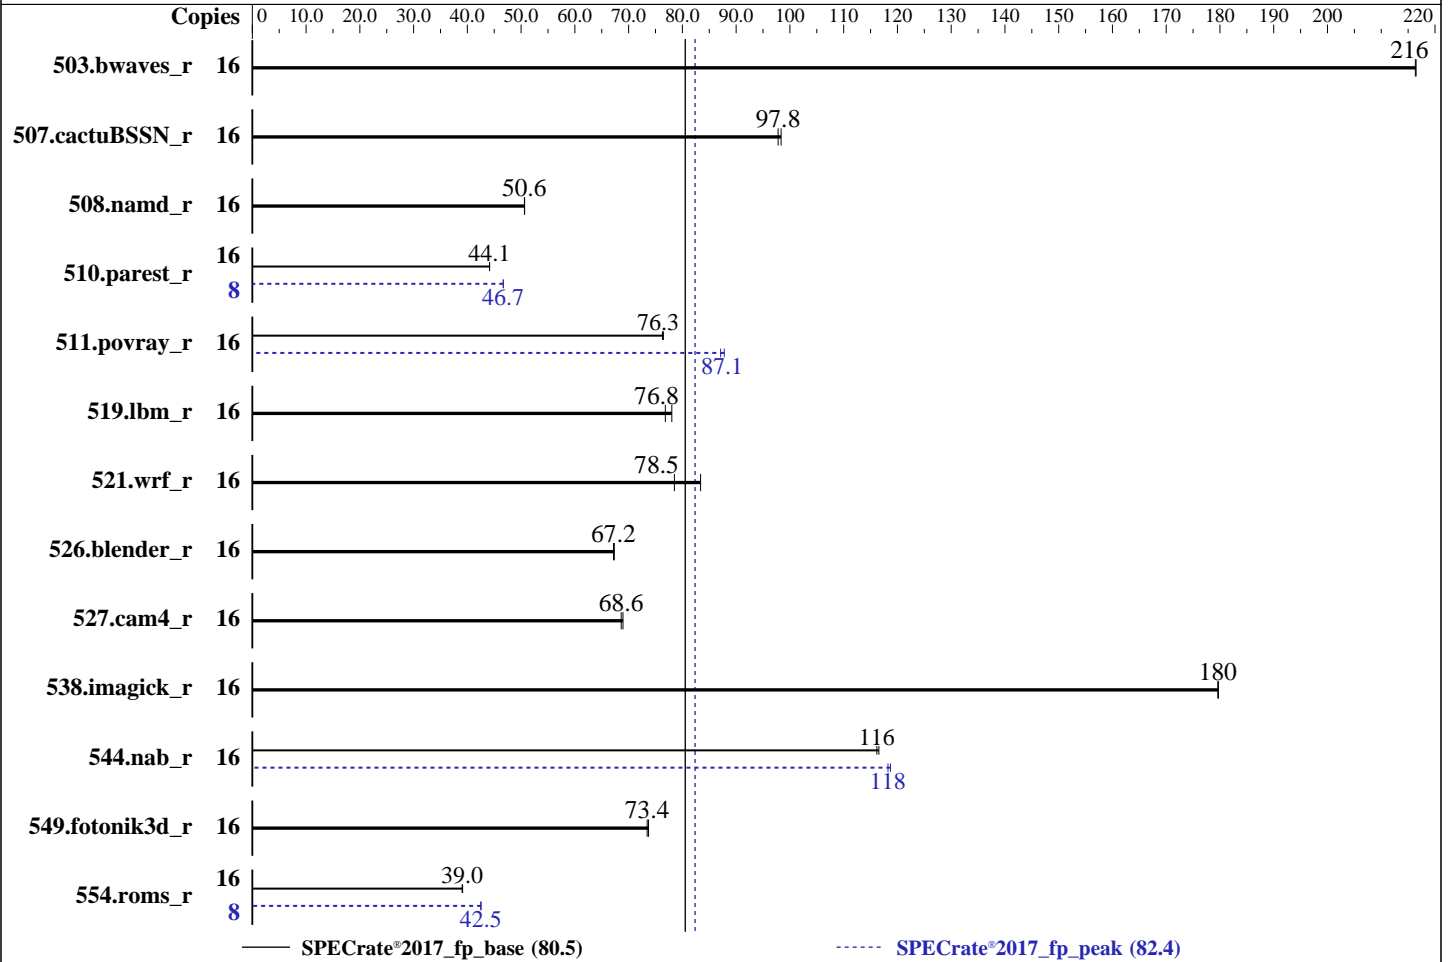 Copies 0 10.0 20.0 30.0 40.0 50.0 60.0 70.0 80.0 90.0 100 110 120 130 140 150 160 170 180 190 200 220
503.bwaves_r 16 216
507.cactuBSSN_r 16 97.8
508.namd_r 16 50.6
510.parest_r 16 44.1
8 46.7
511.povray_r 16 76.3
87.1
519.lbm_r 16 76.8
521.wrf_r 16 78.5
526.blender_r 16 67.2
527.cam4_r 16 68.6
538.imagick_r 16 180
544.nab_r 16 116
118
549.fotonik3d_r 16 73.4
554.roms_r 16 39.0
8 42.5
SPECrate®2017_fp_base (80.5) SPECrate®2017_fp_peak (82.4)